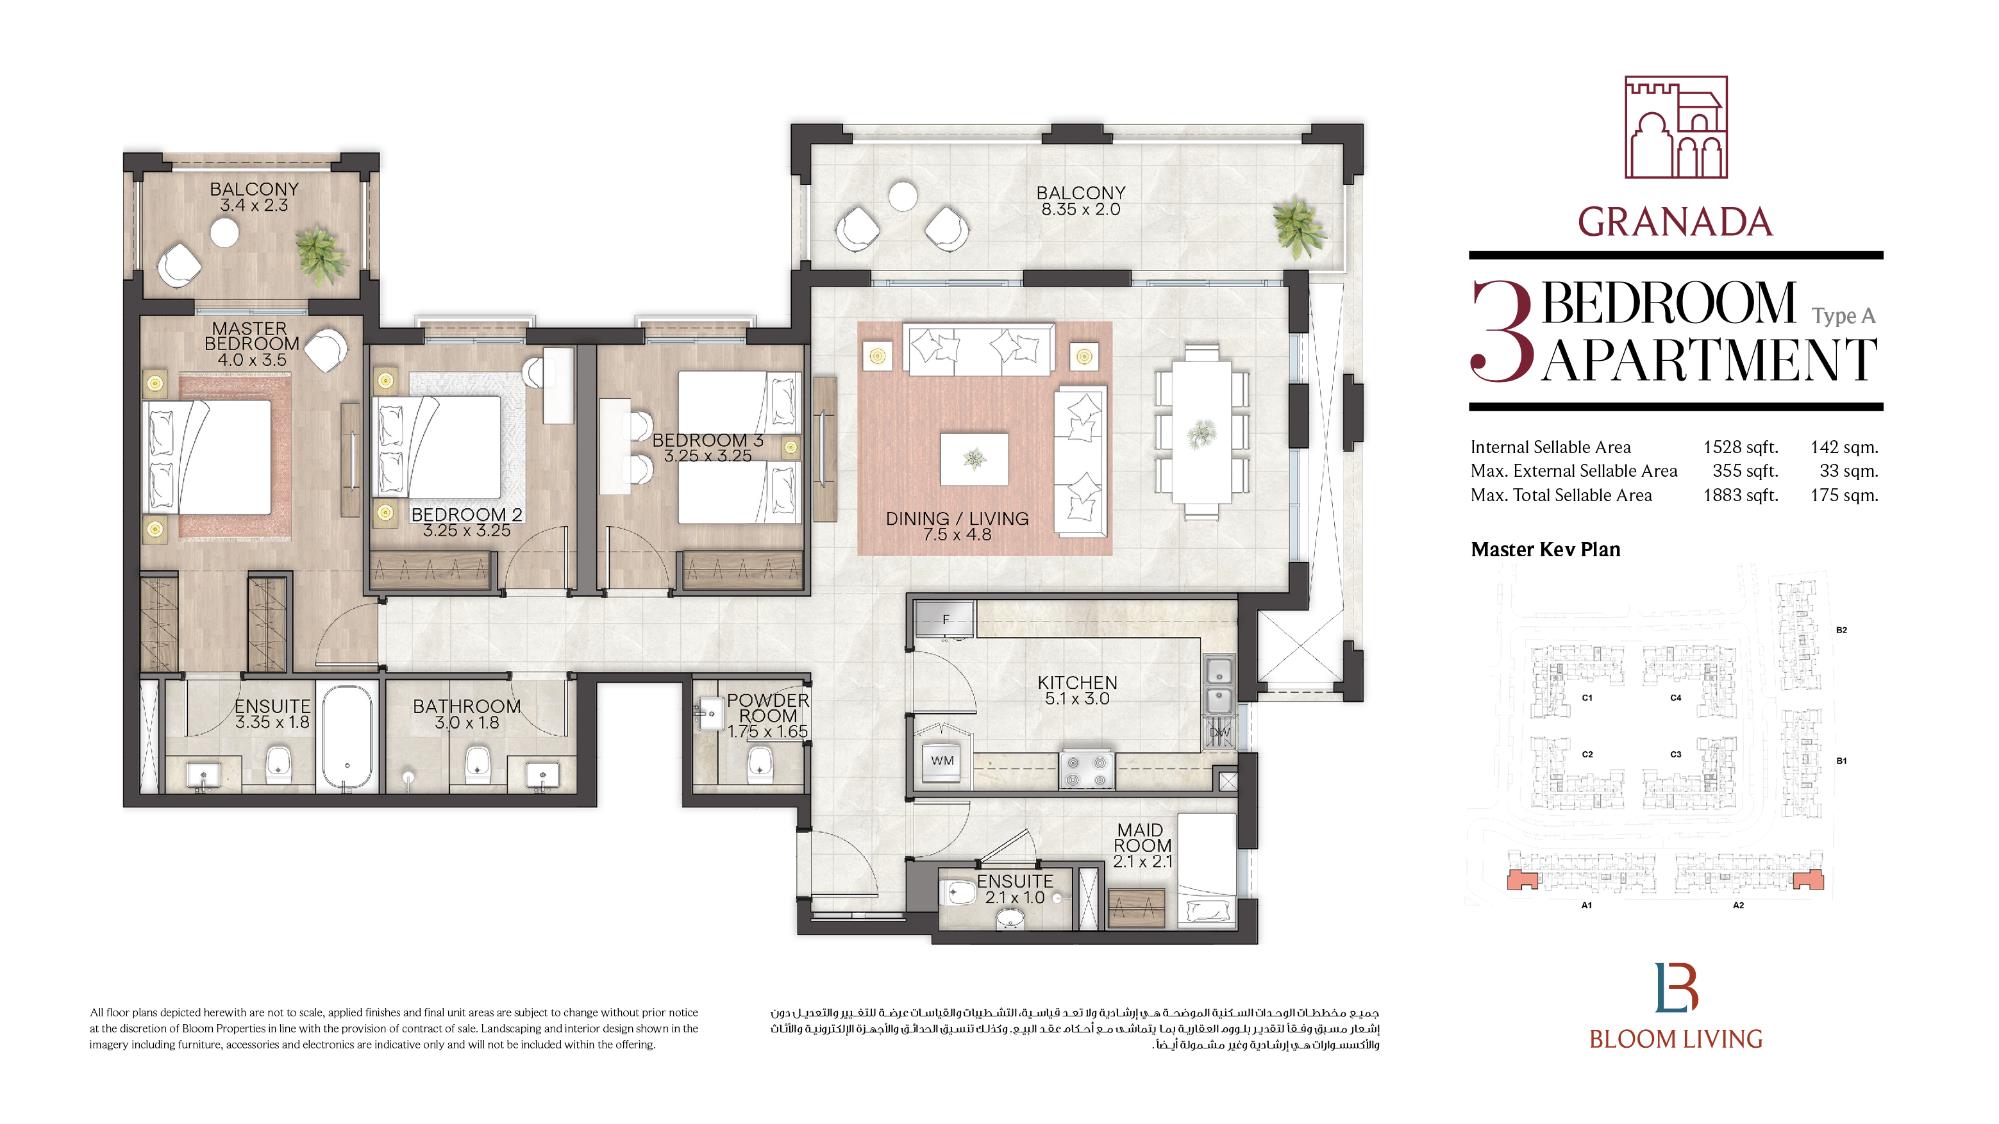 BALCONY
3.4 x 2.3
BALCONY
8.35 x 2.0
MASTER
BEDROOM
4.0 x 3.5
BEDROOM 2
3.25 x 3.25
BEDROOM 3
3.25 x 3.25
DINING / LIVING
7.5 x 4.8
F
KITCHEN
5.1 x 3.0
DW
WM
ENSUITE
3.35 x 1.8
BATHROOM
3.0 x 1.8
POWDER
ROOM
1.75 x 1.65
MAID
ROOM
2.1 x 2.1
ENSUITE
2.1 x 1.0
GRANADA
3 BEDROOM Type A
APARTMENT
Internal Sellable Area 1528 sqft. 142 sqm.
Max. External Sellable Area 355 sqft. 33 sqm.
Max. Total Sellable Area 1883 sqft. 175 sqm.
Master Key Plan
B2
C1 C4
C2 C3
B1
A1 A2
BLOOM LIVING
All floor plans depicted herewith are not to scale, applied finishes and final unit areas are subject to change without prior notice
at the discretion of Bloom Properties in line with the provision of contract of sale. Landscaping and interior design shown in the
imagery including furniture, accessories and electronics are indicative only and will not be included within the offering.
جميع مخططات الوحدات السكنية الموضحة هي إرشادية ولا تعد قياسية، التشطيبات والقياسات عرضة للتغيير والتعديل دون
إشعار مسبق وفقاً لتقدير بلووم العقارية بما يتماشى مع أحكام عقد البيع. وكذلك تنسيق الحدائق والأجهزة الإلكترونية والأثاث
والأكسسوارات هي إرشادية وغير مشمولة أيضاً.